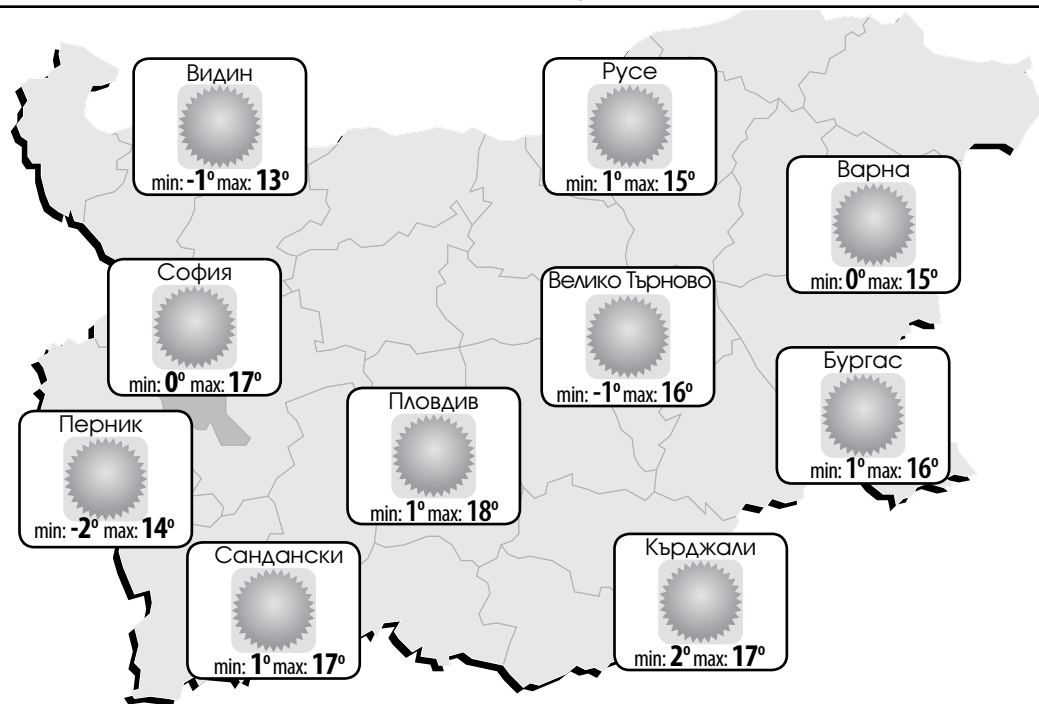 Видин
min: -1° max: 13°
Русе
min: 1° max: 15°
Варна
min: 0° max: 15°
София
min: 0° max: 17°
Велико Търново
min: -1° max: 16°
Бургас
min: 1° max: 16°
Пловдив
min: 1° max: 18°
Перник
min: -2° max: 14°
Сандански
min: 1° max: 17°
Кърджали
min: 2° max: 17°